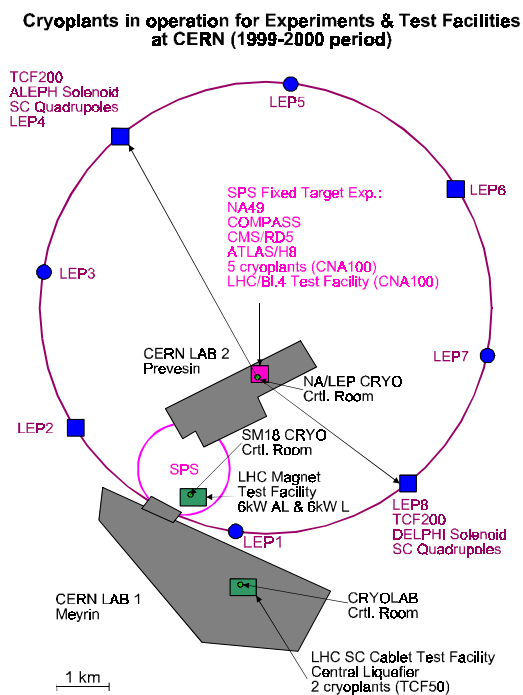 Cryoplants in operation for Experiments & Test Facilities
at CERN (1999-2000 period)
TCF200
ALEPH Solenoid
SC Quadrupoles
LEP4
LEP5
LEP6
SPS Fixed Target Exp.:
NA49
COMPASS
CMS/RD5
ATLAS/H8
5 cryoplants (CNA100)
LHC/Bl.4 Test Facility (CNA100)
LEP3
CERN LAB 2
Prevesin
LEP7
NA/LEP CRYO
Crtl. Room
LEP2
SM18 CRYO
Crtl. Room
SPS
LHC Magnet
Test Facility
6kW AL & 6kW L
LEP8
TCF200
DELPHI Solenoid
SC Quadrupoles
LEP1
CERN LAB 1
Meyrin
CRYOLAB
Crtl. Room
LHC SC Cablet Test Facility
Central Liquefier
2 cryoplants (TCF50)
1 km